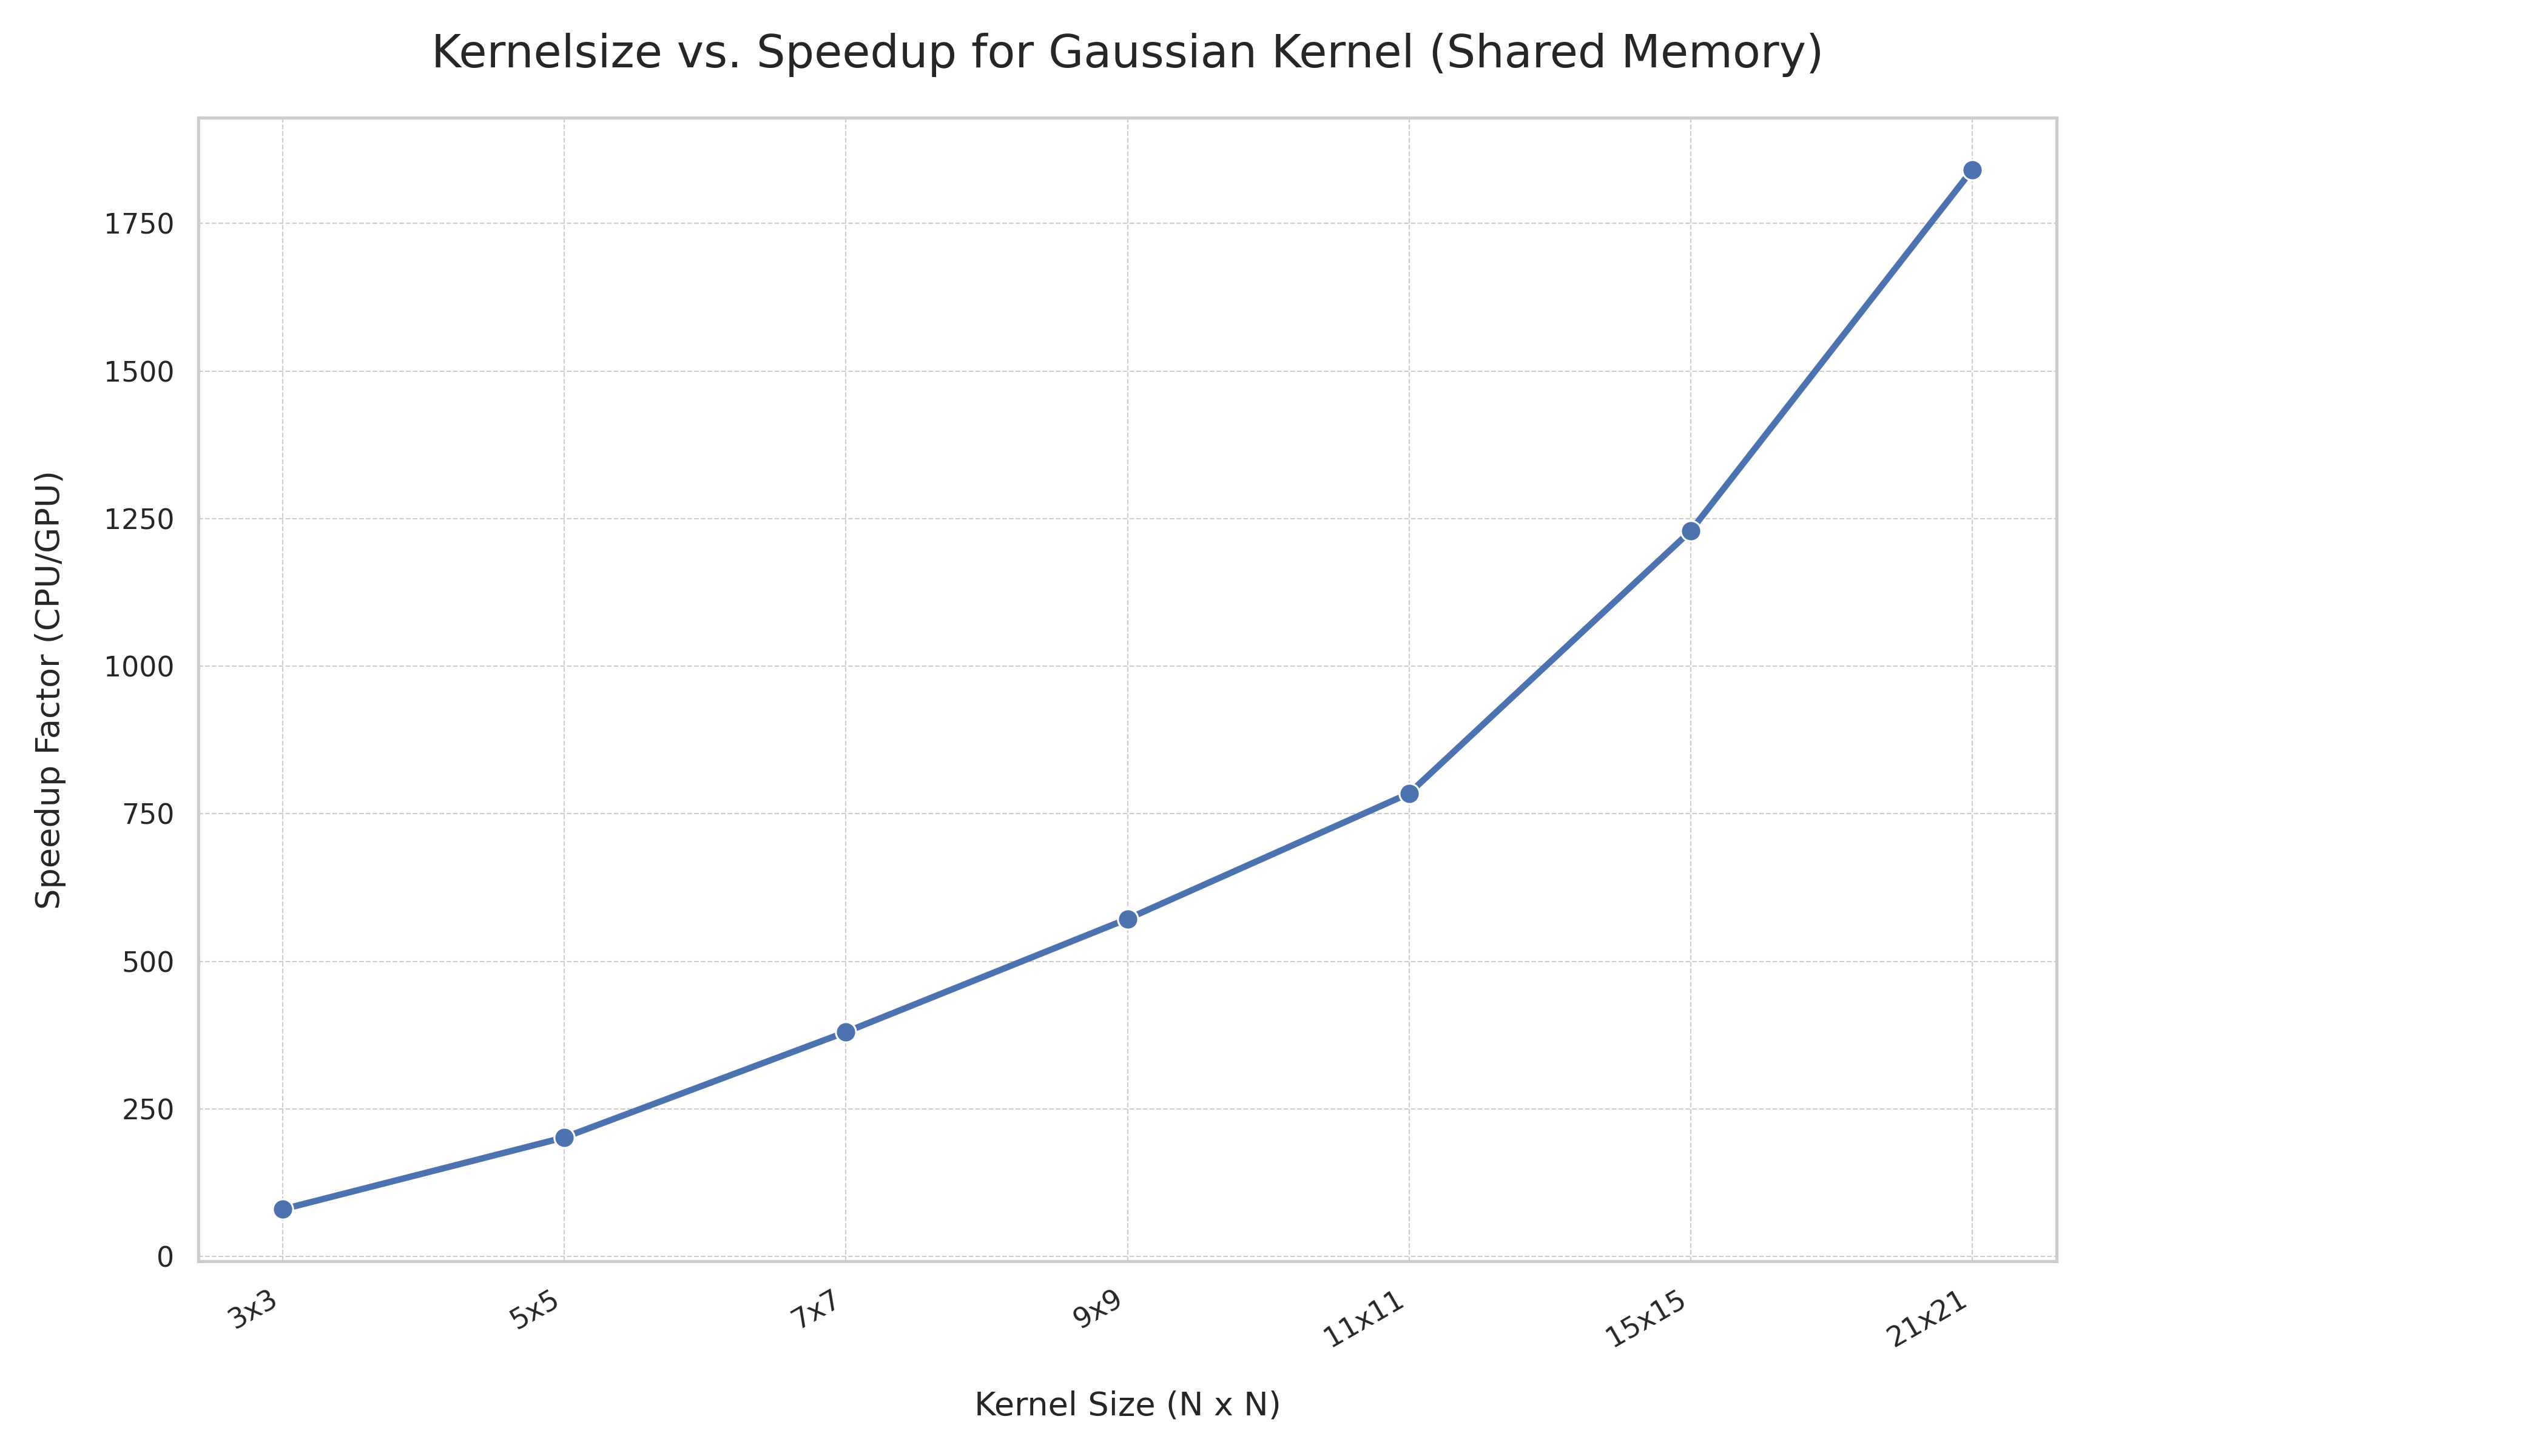 Kernelsize vs. Speedup for Gaussian Kernel (Shared Memory)
Speedup Factor (CPU/GPU)
1750
1500
1250
1000
750
500
250
0
3x3
5x5
7x7
9x9
11x11
15x15
21x21
Kernel Size (N x N)